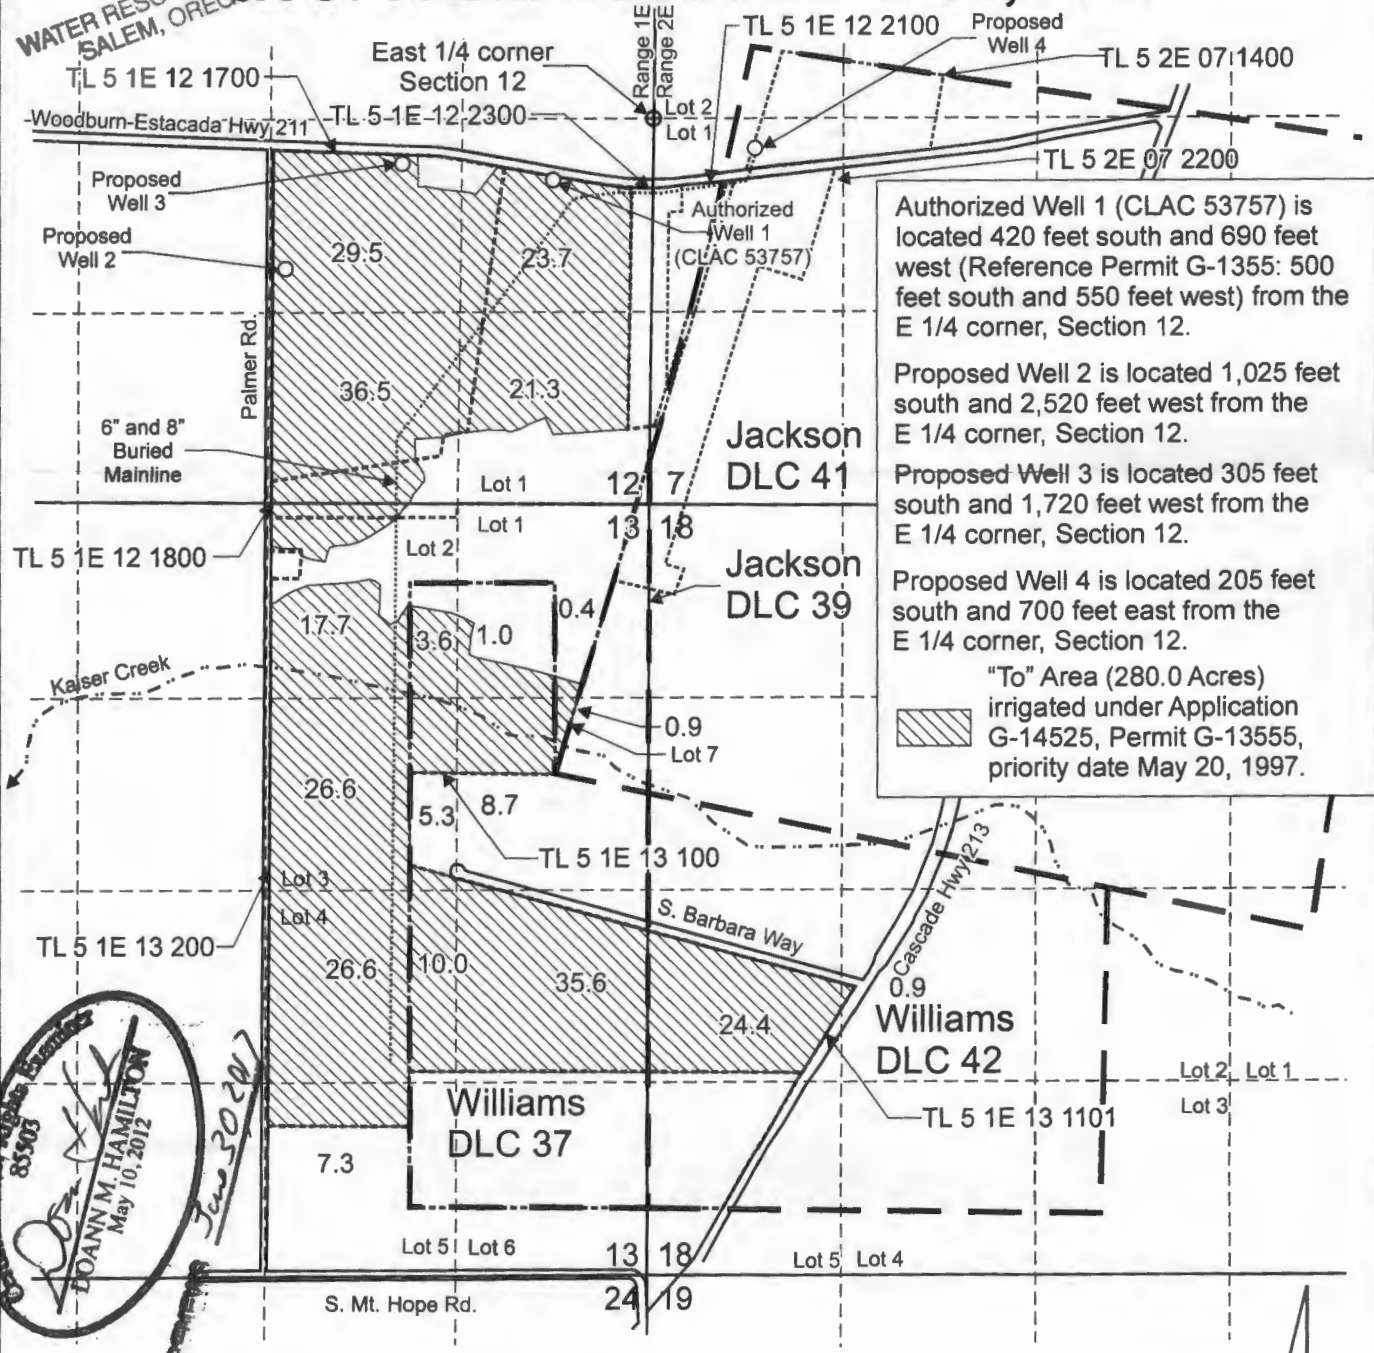 WATER RES
SALEM, OREG
TL 5 1E 12 1700
East 1/4 corner
Section 12
TL 5 1E 12 2300
Range 1E
Range 2E
TL 5 1E 12 2100
Proposed
Well 4
TL 5 2E 07 1400
Lot 2
Lot 1
Woodburn-Estacada Hwy 211
TL 5 2E 07 2200
Proposed
Well 3
Proposed
Well 2
29.5
23.7
Authorized
Well 1
(CLAC 53757)
Palmer Rd.
36.5
21.3
6" and 8"
Buried
Mainline
Jackson
DLC 41
Lot 1
12 7
Lot 1
13 18
Lot 2
TL 5 1E 12 1800
Jackson
DLC 39
Authorized Well 1 (CLAC 53757) is
located 420 feet south and 690 feet
west (Reference Permit G-1355: 500
feet south and 550 feet west) from the
E 1/4 corner, Section 12.
Proposed Well 2 is located 1,025 feet
south and 2,520 feet west from the
E 1/4 corner, Section 12.
Proposed Well 3 is located 305 feet
south and 1,720 feet west from the
E 1/4 corner, Section 12.
Proposed Well 4 is located 205 feet
south and 700 feet east from the
E 1/4 corner, Section 12.
"To" Area (280.0 Acres)
irrigated under Application
G-14525, Permit G-13555,
priority date May 20, 1997.
17.7
3.6
1.0
0.4
Kaiser Creek
0.9
Lot 7
26.6
5.3
8.7
TL 5 1E 13 100
Cascade Hwy 213
Lot 3
Lot 4
S. Barbara Way
TL 5 1E 13 200
26.6
10.0
35.6
24.4
0.9
Williams
DLC 42
Lot 2 Lot 1
Lot 3
TL 5 1E 13 1101
Williams
DLC 37
7.3
Lot 5 Lot 6
13 18
Lot 5 Lot 4
24 19
S. Mt. Hope Rd.
Rights Examiner
85503
DOANN M. HAMILTON
May 10, 2012
June 30 2017